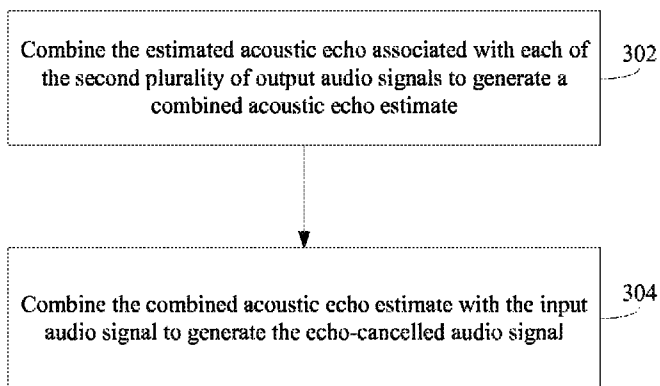 Combine the estimated acoustic echo associated with each of
the second plurality of output audio signals to generate a
combined acoustic echo estimate
302
Combine the combined acoustic echo estimate with the input
audio signal to generate the echo-cancelled audio signal
304